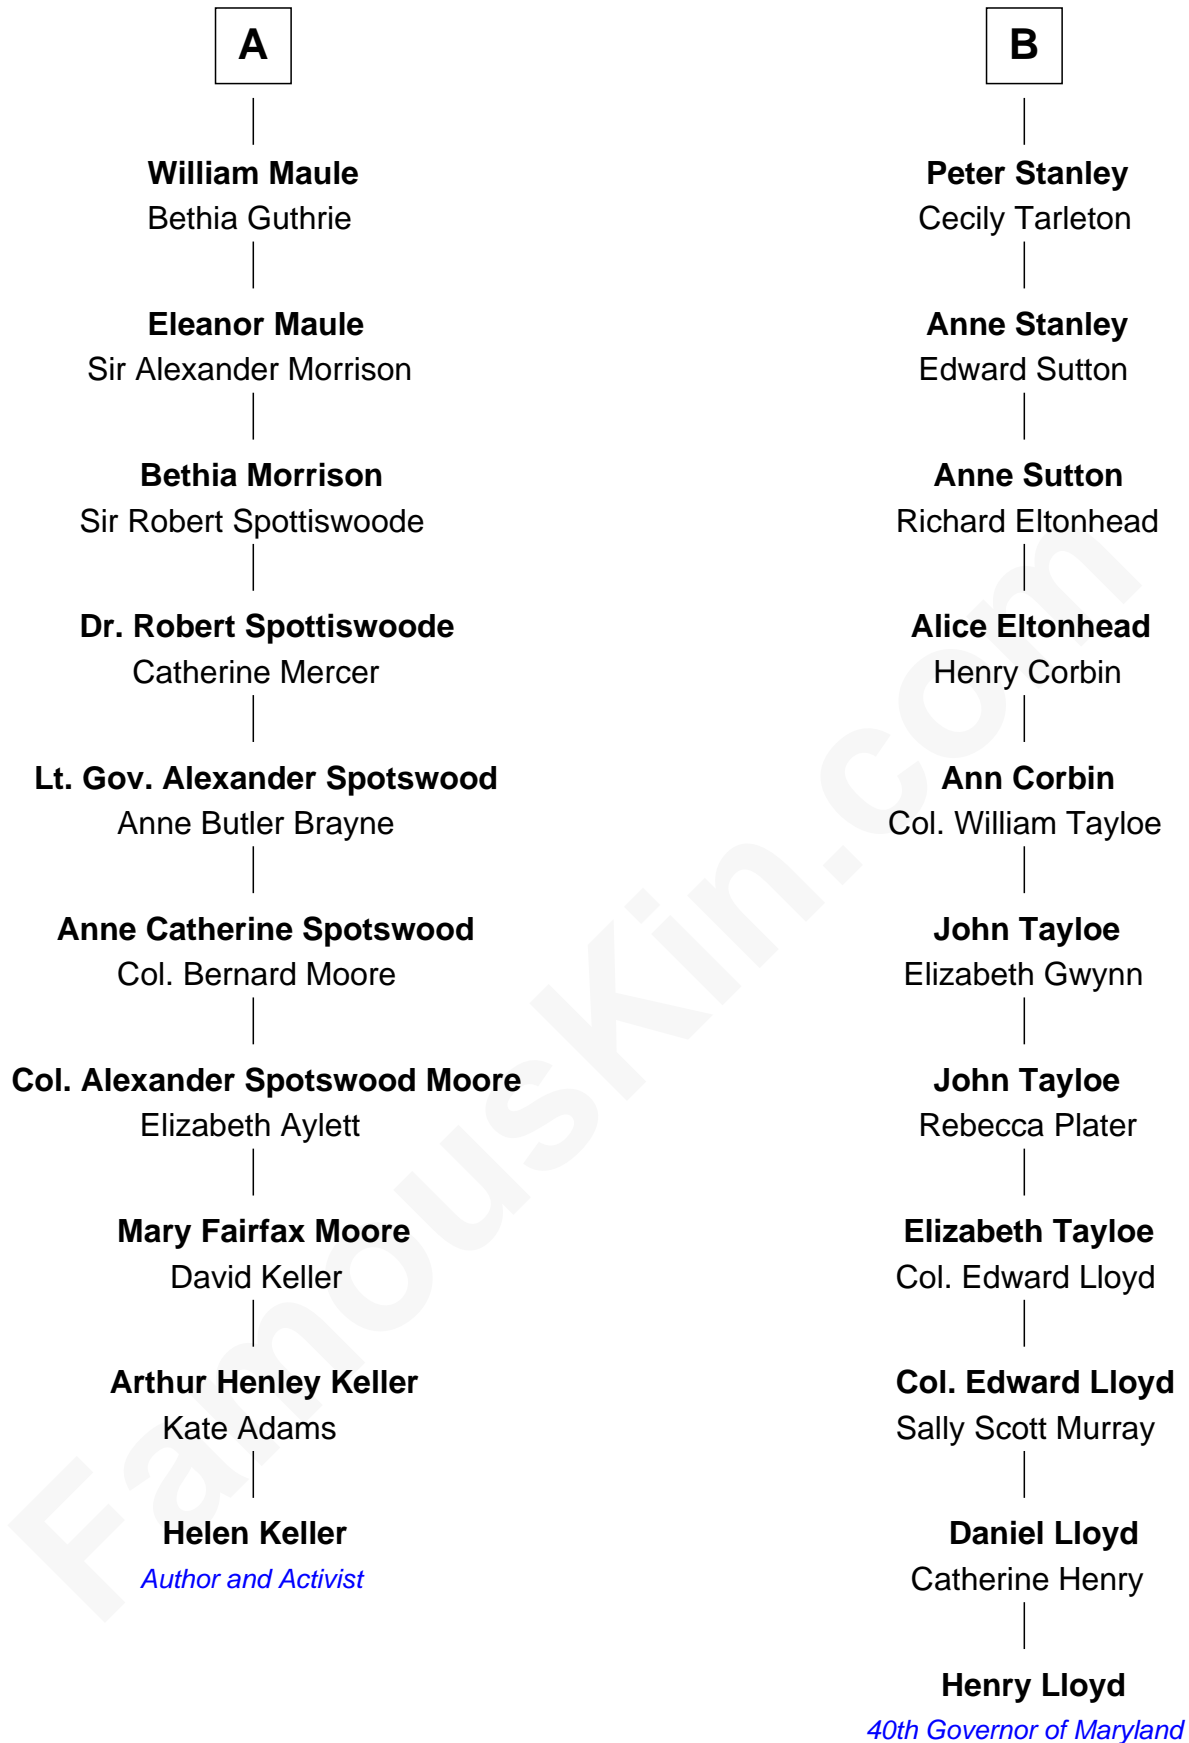 A
William Maule
Bethia Guthrie
Eleanor Maule
Sir Alexander Morrison
Bethia Morrison
Sir Robert Spottiswoode
Dr. Robert Spottiswoode
Catherine Mercer
Lt. Gov. Alexander Spotswood
Anne Butler Brayne
Anne Catherine Spotswood
Col. Bernard Moore
Col. Alexander Spotswood Moore
Elizabeth Aylett
Mary Fairfax Moore
David Keller
Arthur Henley Keller
Kate Adams
Helen Keller
Author and Activist
B
Peter Stanley
Cecily Tarleton
Anne Stanley
Edward Sutton
Anne Sutton
Richard Eltonhead
Alice Eltonhead
Henry Corbin
Ann Corbin
Col. William Tayloe
John Tayloe
Elizabeth Gwynn
John Tayloe
Rebecca Plater
Elizabeth Tayloe
Col. Edward Lloyd
Col. Edward Lloyd
Sally Scott Murray
Daniel Lloyd
Catherine Henry
Henry Lloyd
40th Governor of Maryland
FamousKin.com